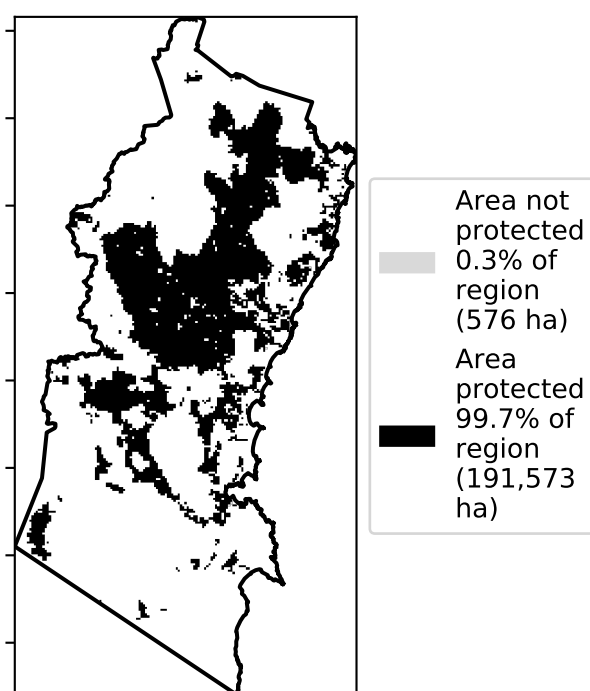 Area not
protected
0.3% of
region
(576 ha)
Area
protected
99.7% of
region
(191,573
ha)